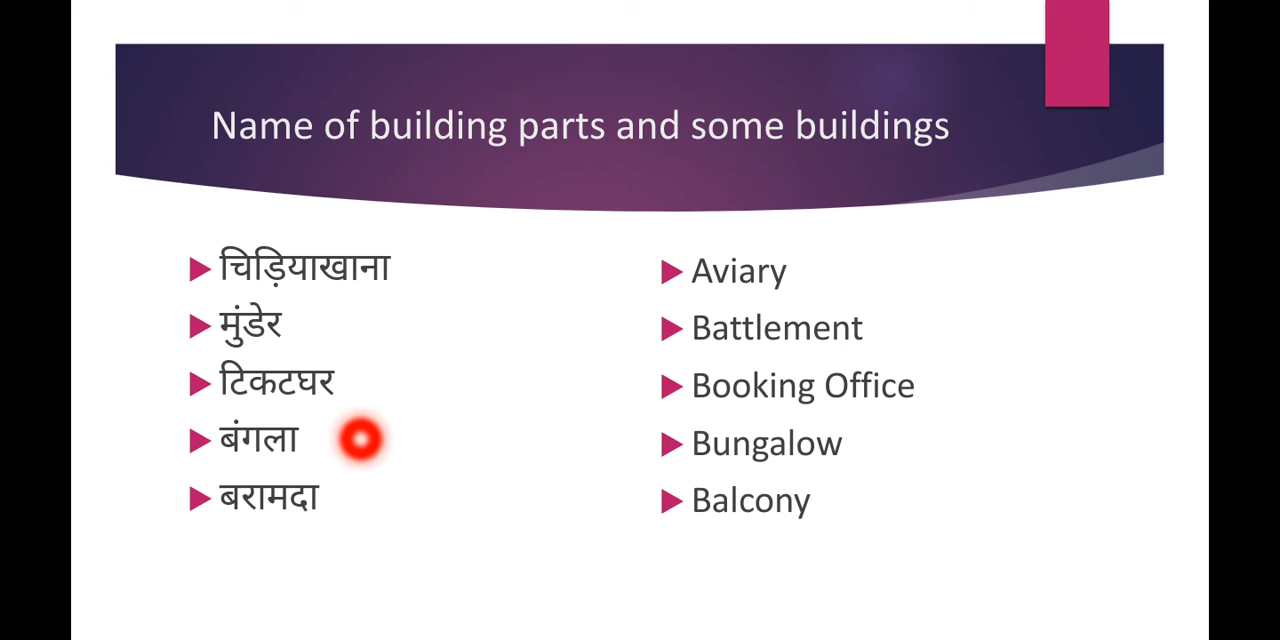 Name of building parts and some buildings
चिड़ियाखाना
मुंडेर
टिकटघर
बंगला
बरामदा
Aviary
Battlement
Booking Office
Bungalow
Balcony